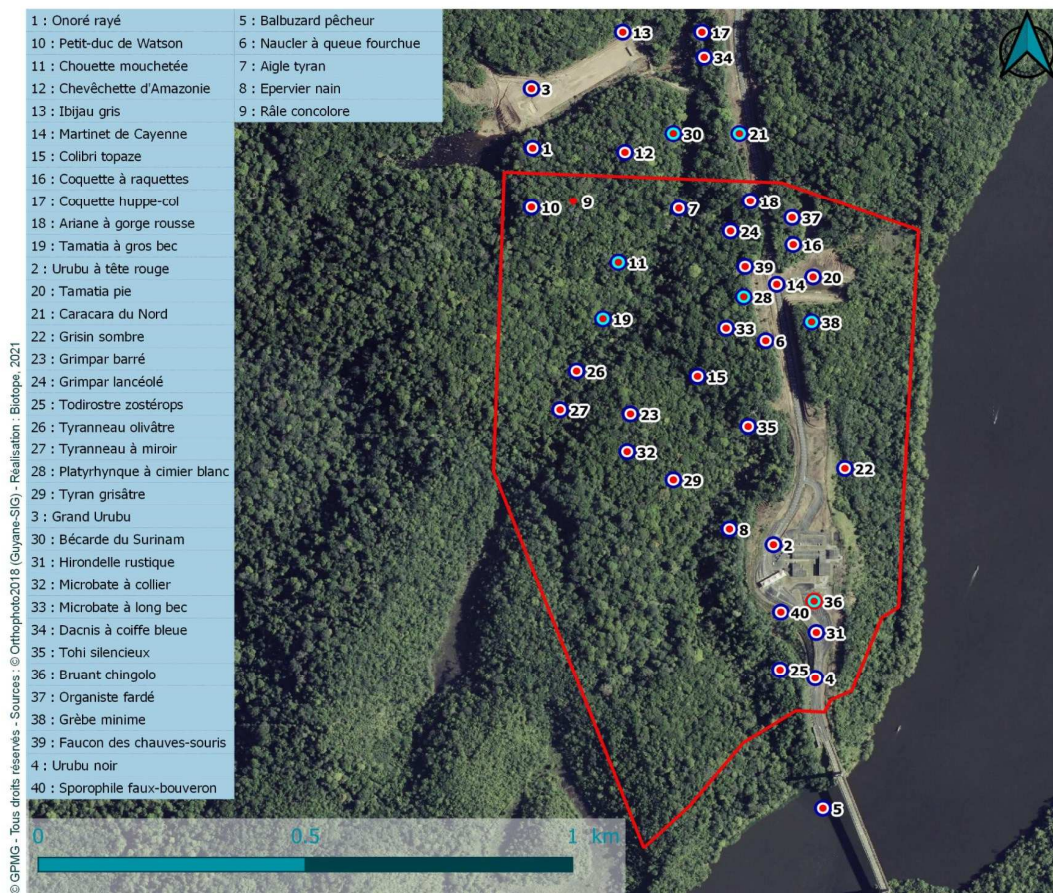 1 : Onoré rayé
10 : Petit-duc de Watson
11 : Chouette mouchetée
12 : Chevêchette d'Amazonie
13 : Ibijau gris
14 : Martinet de Cayenne
15 : Colibri topaze
16 : Coquette à raquettes
17 : Coquette huppe-col
18 : Ariane à gorge rousse
19 : Tamatia à gros bec
2 : Urubu à tête rouge
20 : Tamatia pie
21 : Caracara du Nord
22 : Grisin sombre
23 : Grimpar barré
24 : Grimpar lancéolé
25 : Todirostre zostérops
26 : Tyranneau olivâtre
27 : Tyranneau à miroir
28 : Platyrhynque à cimier blanc
29 : Tyran grisâtre
3 : Grand Urubu
30 : Bécarde du Surinam
31 : Hirondelle rustique
32 : Microbate à collier
33 : Microbate à long bec
34 : Dacnis à coiffe bleue
35 : Tohi silencieux
36 : Bruant chingolo
37 : Organiste fardé
38 : Grèbe minime
39 : Faucon des chauves-souris
4 : Urubu noir
40 : Sporophile faux-bouveron
5 : Balbuzard pêcheur
6 : Naucler à queue fourchue
7 : Aigle tyran
8 : Epervier nain
9 : Râle concolore
13
17
34
3
30
21
1
12
10
9
7
18
37
24
16
11
39
20
14
28
19
38
33
6
26
15
27
23
35
32
22
29
8
2
36
40
31
25
4
5
0
0.5
1 km
© GPMG - Tous droits réservés - Sources : © Orthophoto2018 (Guyane-SIG) - Réalisation : Biotope, 2021